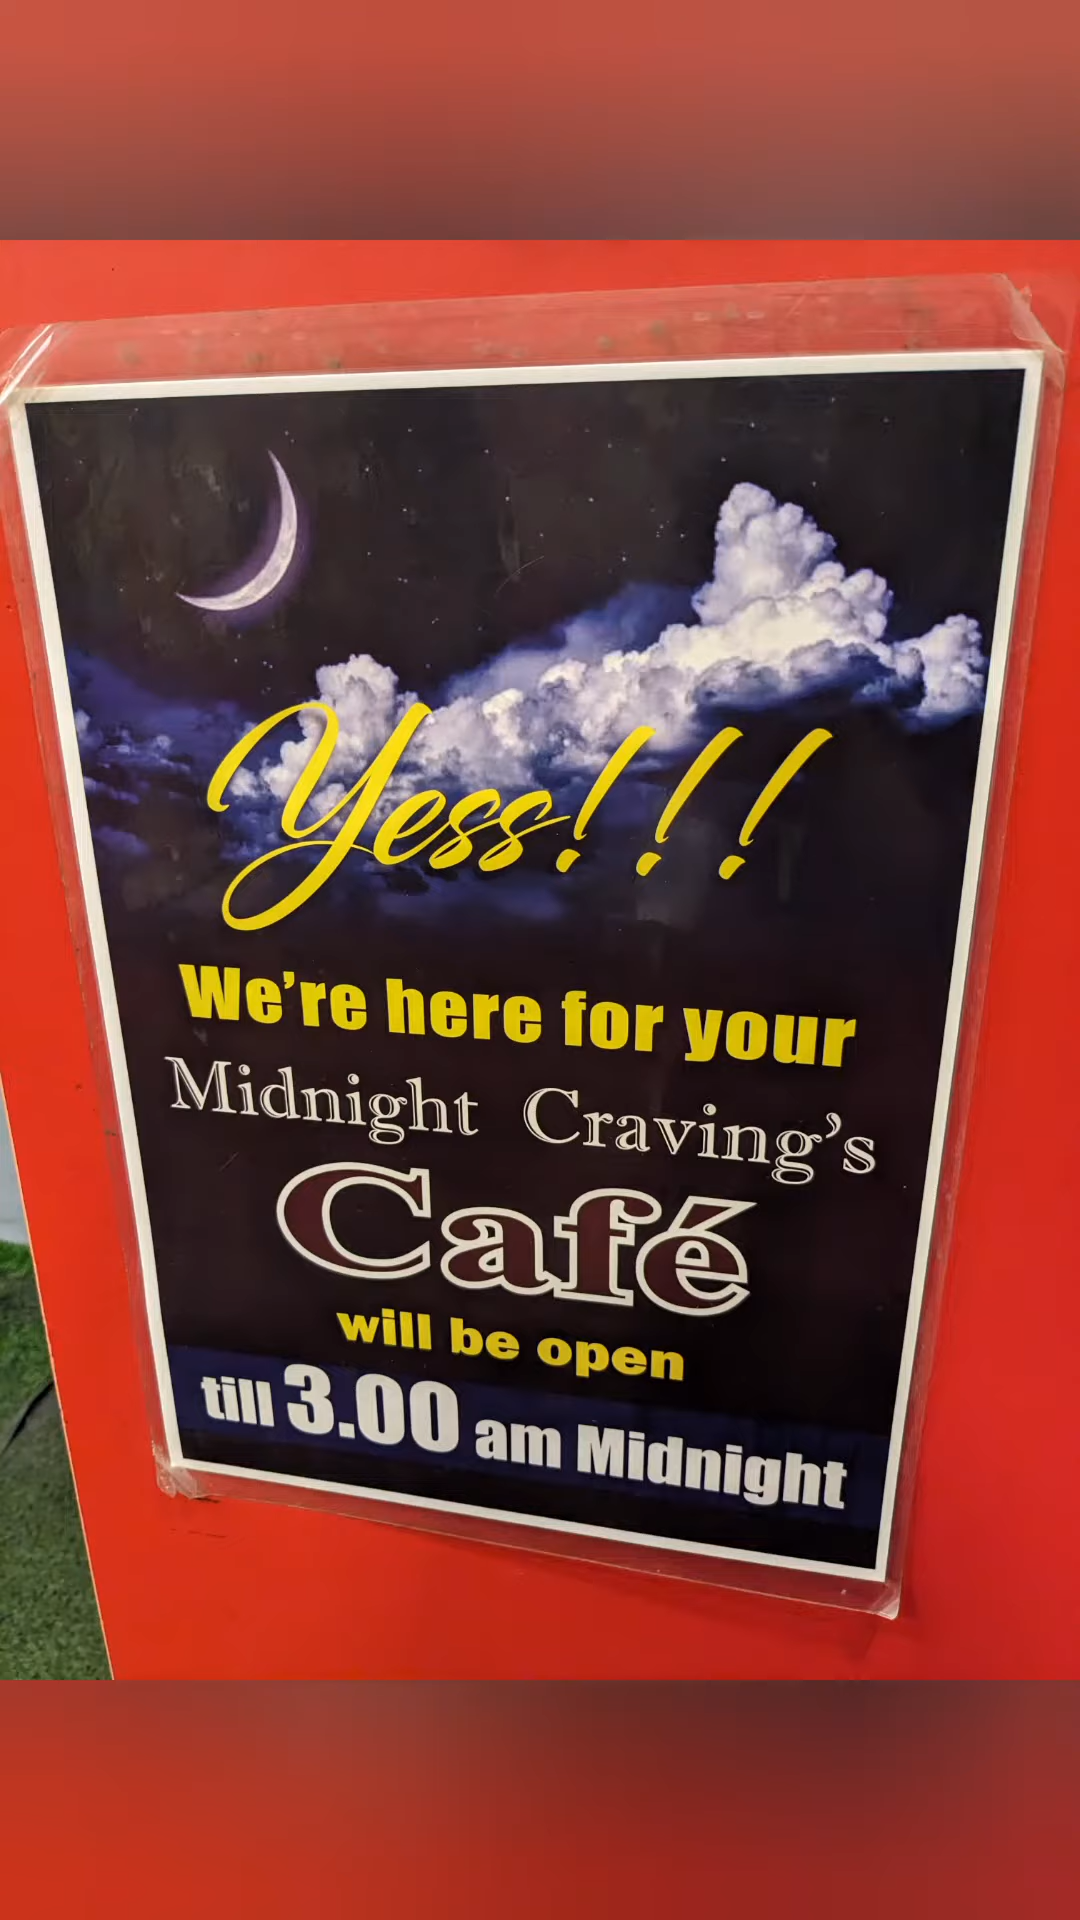 Yess!!!
We're here for your
Midnight Craving's
Café
will be open
till 3.00 am Midnight